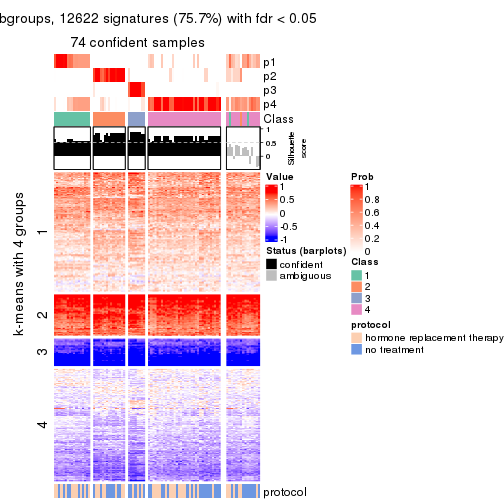 bgroups, 12622 signatures (75.7%) with fdr < 0.05
74 confident samples
p1
p2
p3
p4
Class
1
0.5
0
Silhouette
score
k-means with 4 groups
1
2
3
4
protocol
Value
1
0.5
0
-0.5
-1
Status (barplots)
confident
ambiguous
Prob
1
0.8
0.6
0.4
0.2
0
Class
1
2
3
4
protocol
hormone replacement therapy
no treatment